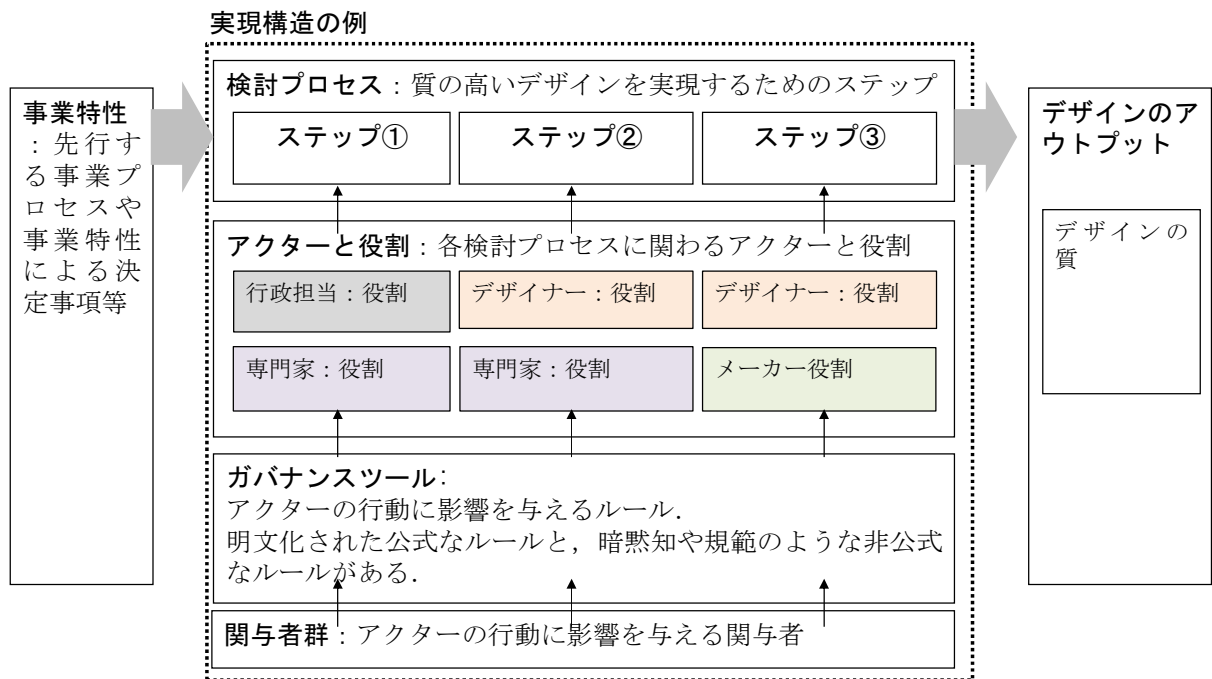 実現構造の例
事業特性
：先行す
る事業プ
ロセスや
事業特性
による決
定事項等
検討プロセス：質の高いデザインを実現するためのステップ
ステップ①
ステップ②
ステップ③
アクターと役割：各検討プロセスに関わるアクターと役割
行政担当：役割
デザイナー：役割
デザイナー：役割
専門家：役割
専門家：役割
メーカー役割
ガバナンスツール：
アクターの行動に影響を与えるルール．
明文化された公式なルールと，暗黙知や規範のような非公式
なルールがある．
関与者群：アクターの行動に影響を与える関与者
デザインのア
ウトプット
デザインの
質